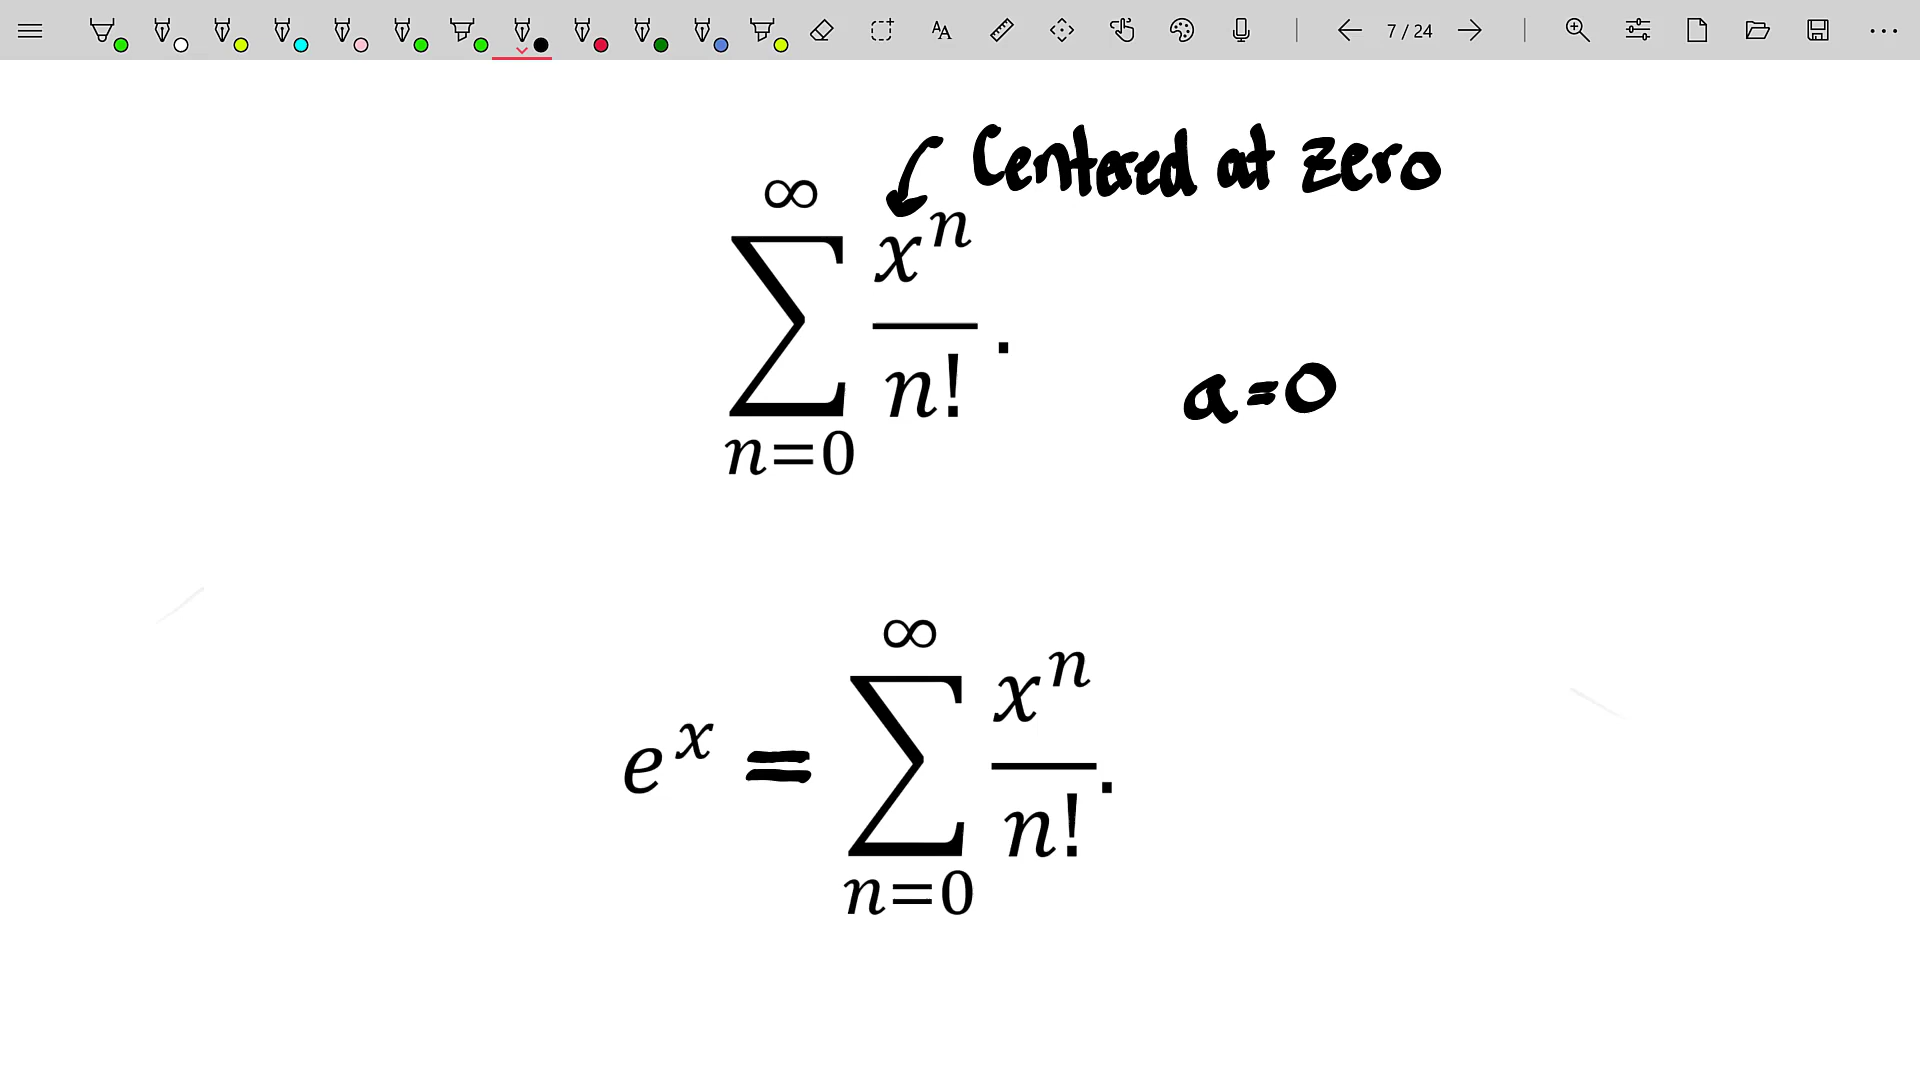 7 / 24
Centered at zero
∞
∑ xⁿ/n! .
n=0
a=0
∞
eˣ = ∑ xⁿ/n! .
n=0